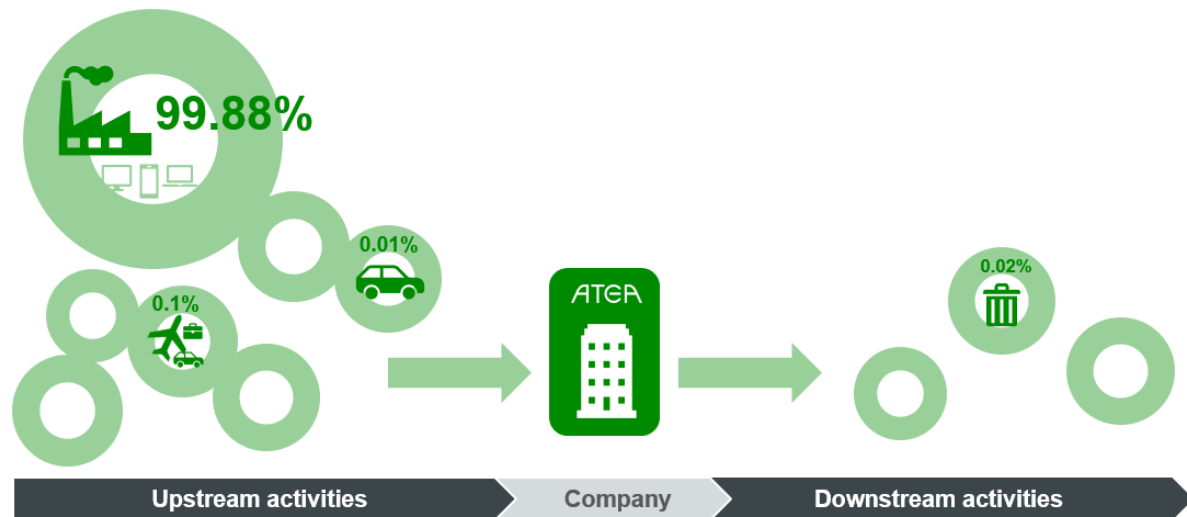 99.88%
0.01%
0.1%
ATEA
0.02%
Upstream activities
Company
Downstream activities